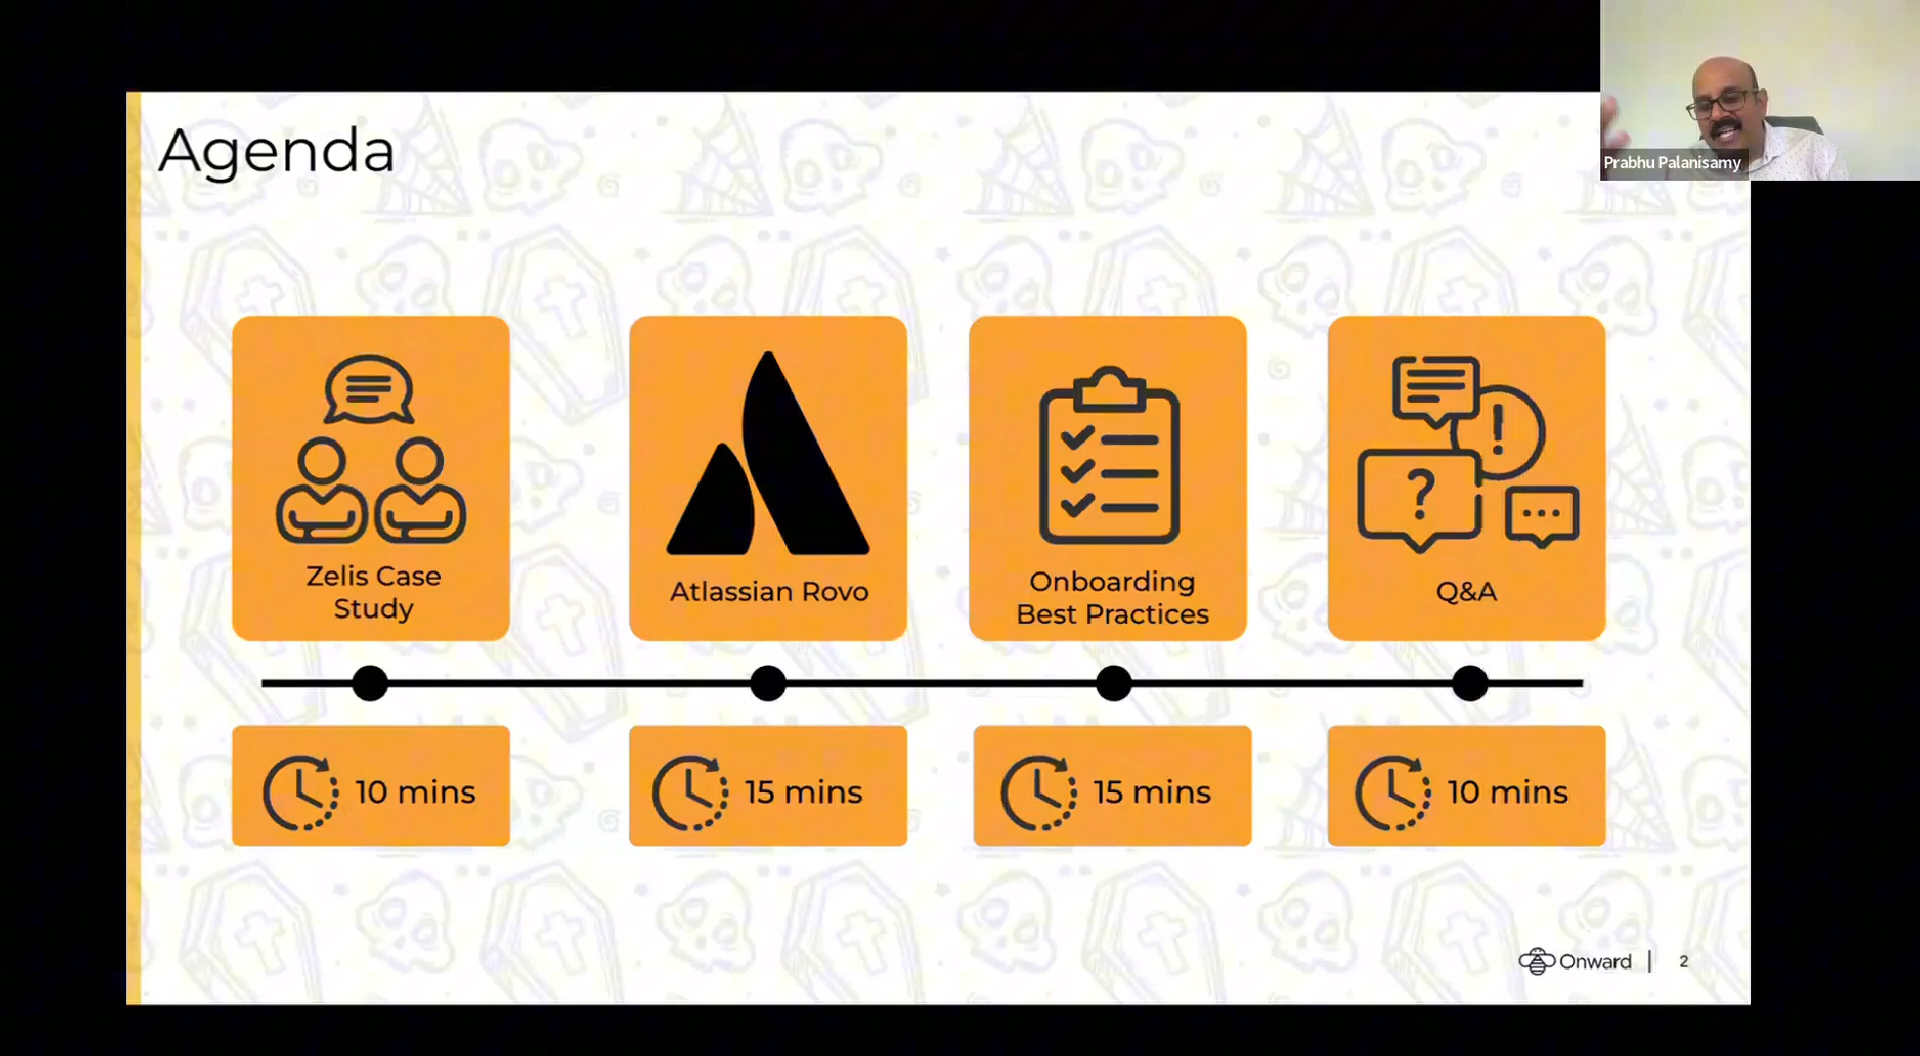 Agenda
Prabhu Palanisamy
Zelis Case
Study
Atlassian Rovo
Onboarding
Best Practices
Q&A
10 mins
15 mins
15 mins
10 mins
Onward | 2